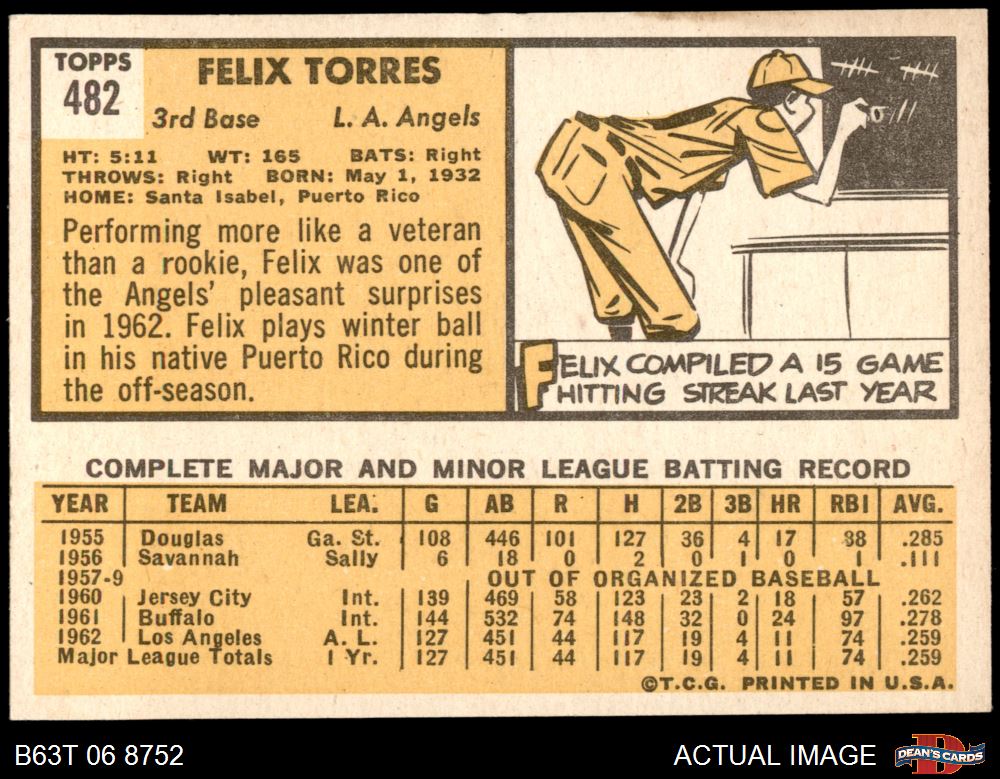 TOPPS
482
FELIX TORRES
3rd Base L. A. Angels
HT: 5:11 WT: 165 BATS: Right
THROWS: Right BORN: May 1, 1932
HOME: Santa Isabel, Puerto Rico
Performing more like a veteran
than a rookie, Felix was one of
the Angels' pleasant surprises
in 1962. Felix plays winter ball
in his native Puerto Rico during
the off-season.
C
FELIX COMPILED A 15 GAME
HITTING STREAK LAST YEAR
COMPLETE MAJOR AND MINOR LEAGUE BATTING RECORD
YEAR TEAM LEA. G AB R H 2B 3B HR RBI AVG.
1955 Douglas Ga. St. 108 446 101 127 36 4 17 88 .285
1956 Savannah Sally 6 18 0 2 0 1 0 1 .111
1957-9 OUT OF ORGANIZED BASEBALL
1960 Jersey City Int. 139 469 58 123 23 2 18 57 .262
1961 Buffalo Int. 144 532 74 148 32 0 24 97 .278
1962 Los Angeles A. L. 127 451 44 117 19 4 11 74 .259
Major League Totals 1 Yr. 127 451 44 117 19 4 11 74 .259
©T.C.G. PRINTED IN U.S.A.
B63T 06 8752 ACTUAL IMAGE D DEAN'S CARDS